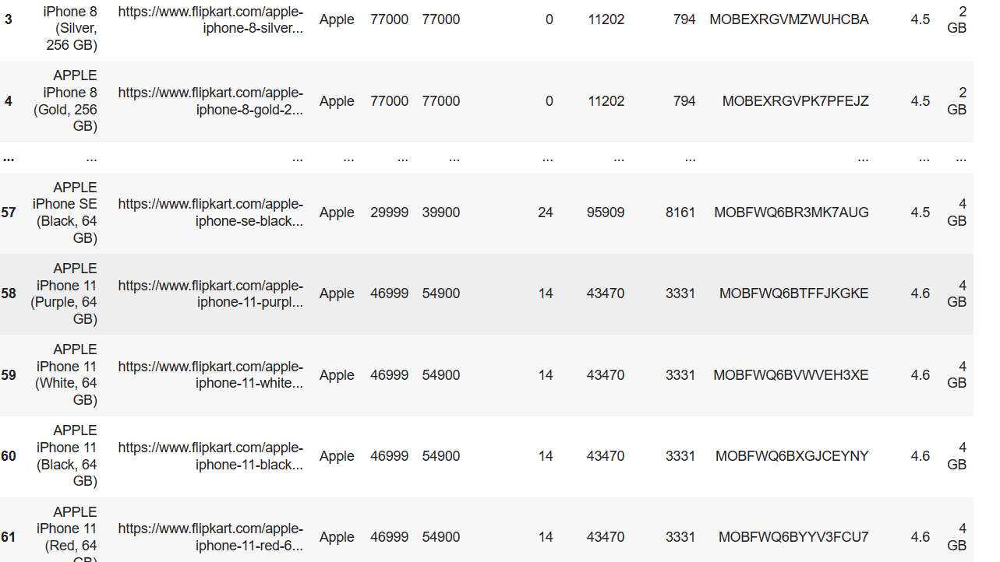 3 iPhone 8 (Silver, 256 GB) https://www.flipkart.com/apple-iphone-8-silver... Apple 77000 77000 0 11202 794 MOBEXRGVMZWUHCBA 4.5 2 GB
4 APPLE iPhone 8 (Gold, 256 GB) https://www.flipkart.com/apple-iphone-8-gold-2... Apple 77000 77000 0 11202 794 MOBEXRGVPK7PFEJZ 4.5 2 GB
... ... ... ... ... ... ... ... ... ... ... ...
57 APPLE iPhone SE (Black, 64 GB) https://www.flipkart.com/apple-iphone-se-black... Apple 29999 39900 24 95909 8161 MOBFWQ6BR3MK7AUG 4.5 4 GB
58 APPLE iPhone 11 (Purple, 64 GB) https://www.flipkart.com/apple-iphone-11-purpl... Apple 46999 54900 14 43470 3331 MOBFWQ6BTFFJKGKE 4.6 4 GB
59 APPLE iPhone 11 (White, 64 GB) https://www.flipkart.com/apple-iphone-11-white... Apple 46999 54900 14 43470 3331 MOBFWQ6BVWVEH3XE 4.6 4 GB
60 APPLE iPhone 11 (Black, 64 GB) https://www.flipkart.com/apple-iphone-11-black... Apple 46999 54900 14 43470 3331 MOBFWQ6BXGJCEYNY 4.6 4 GB
61 APPLE iPhone 11 (Red, 64 GB) https://www.flipkart.com/apple-iphone-11-red-6... Apple 46999 54900 14 43470 3331 MOBFWQ6BYYV3FCU7 4.6 4 GB